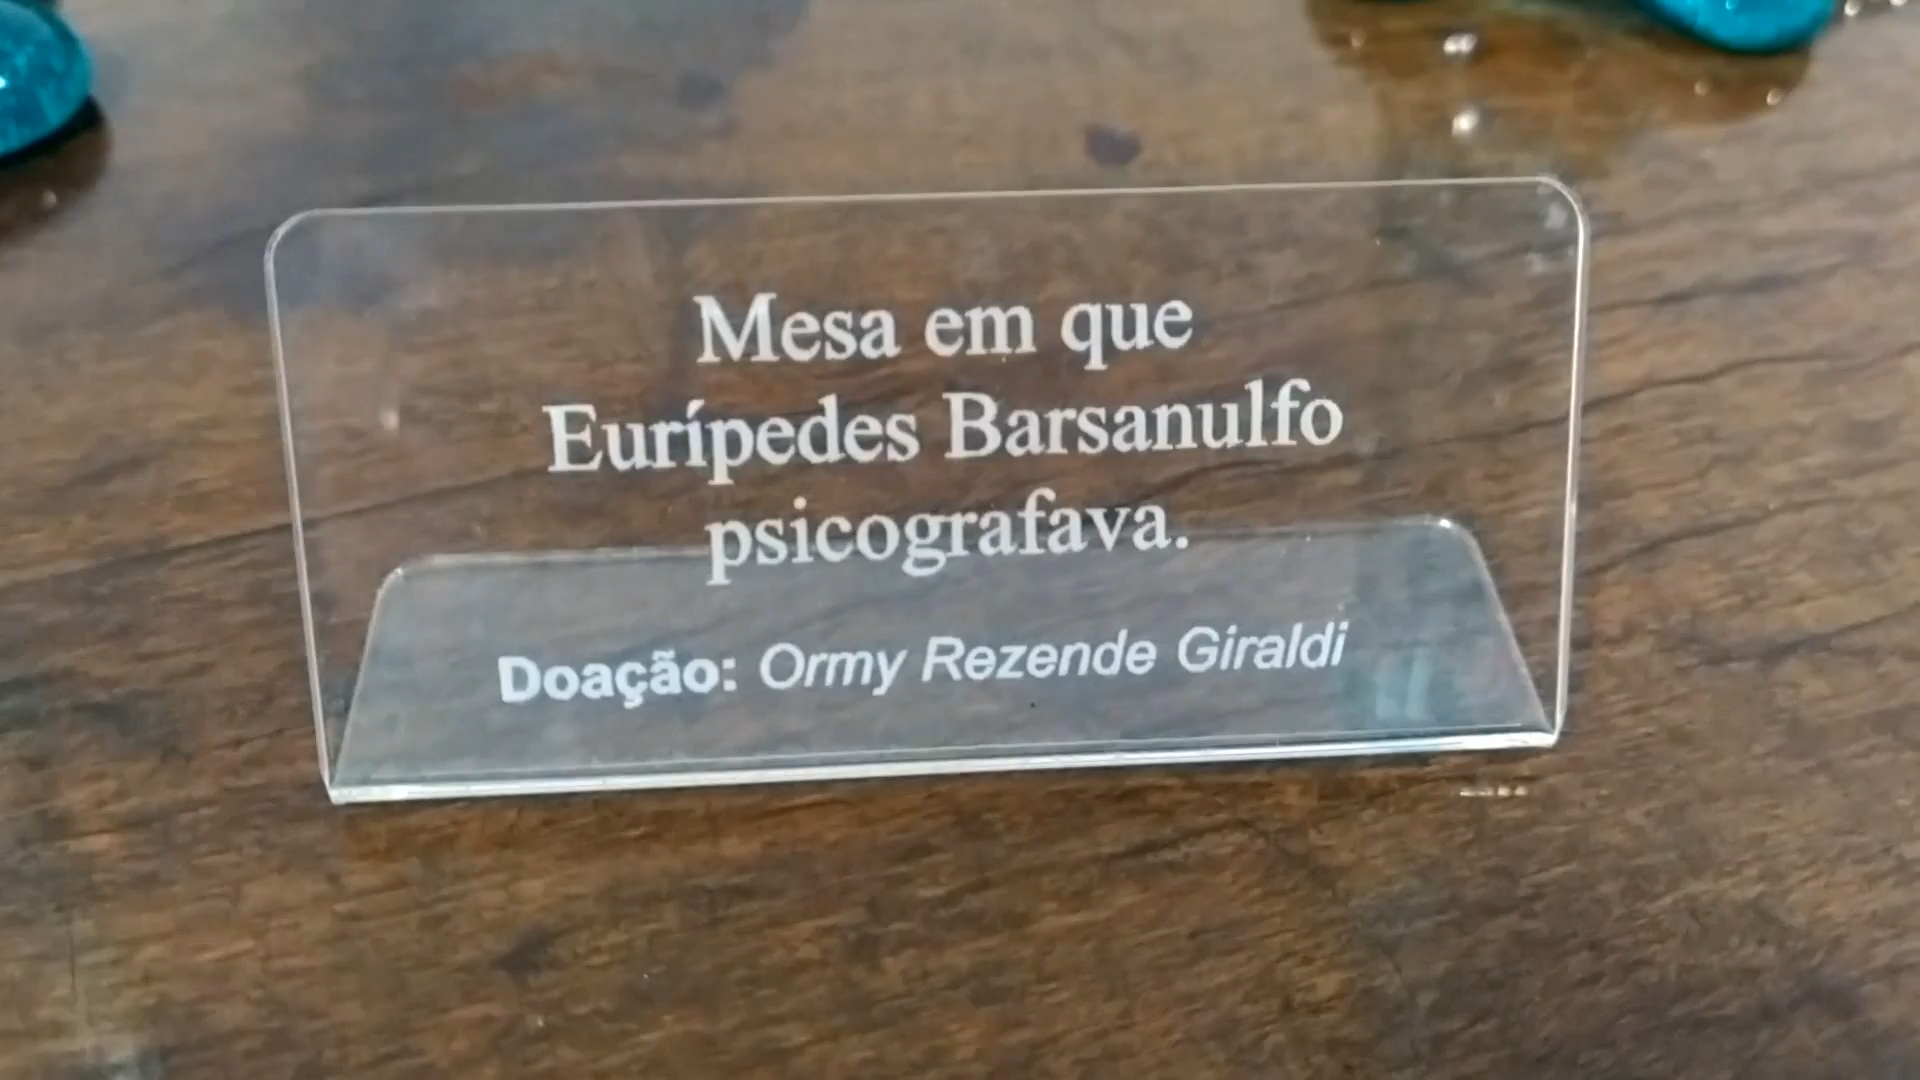 Mesa em que
Eurípedes Barsanulfo
psicografava.
Doação: Ormy Rezende Giraldi